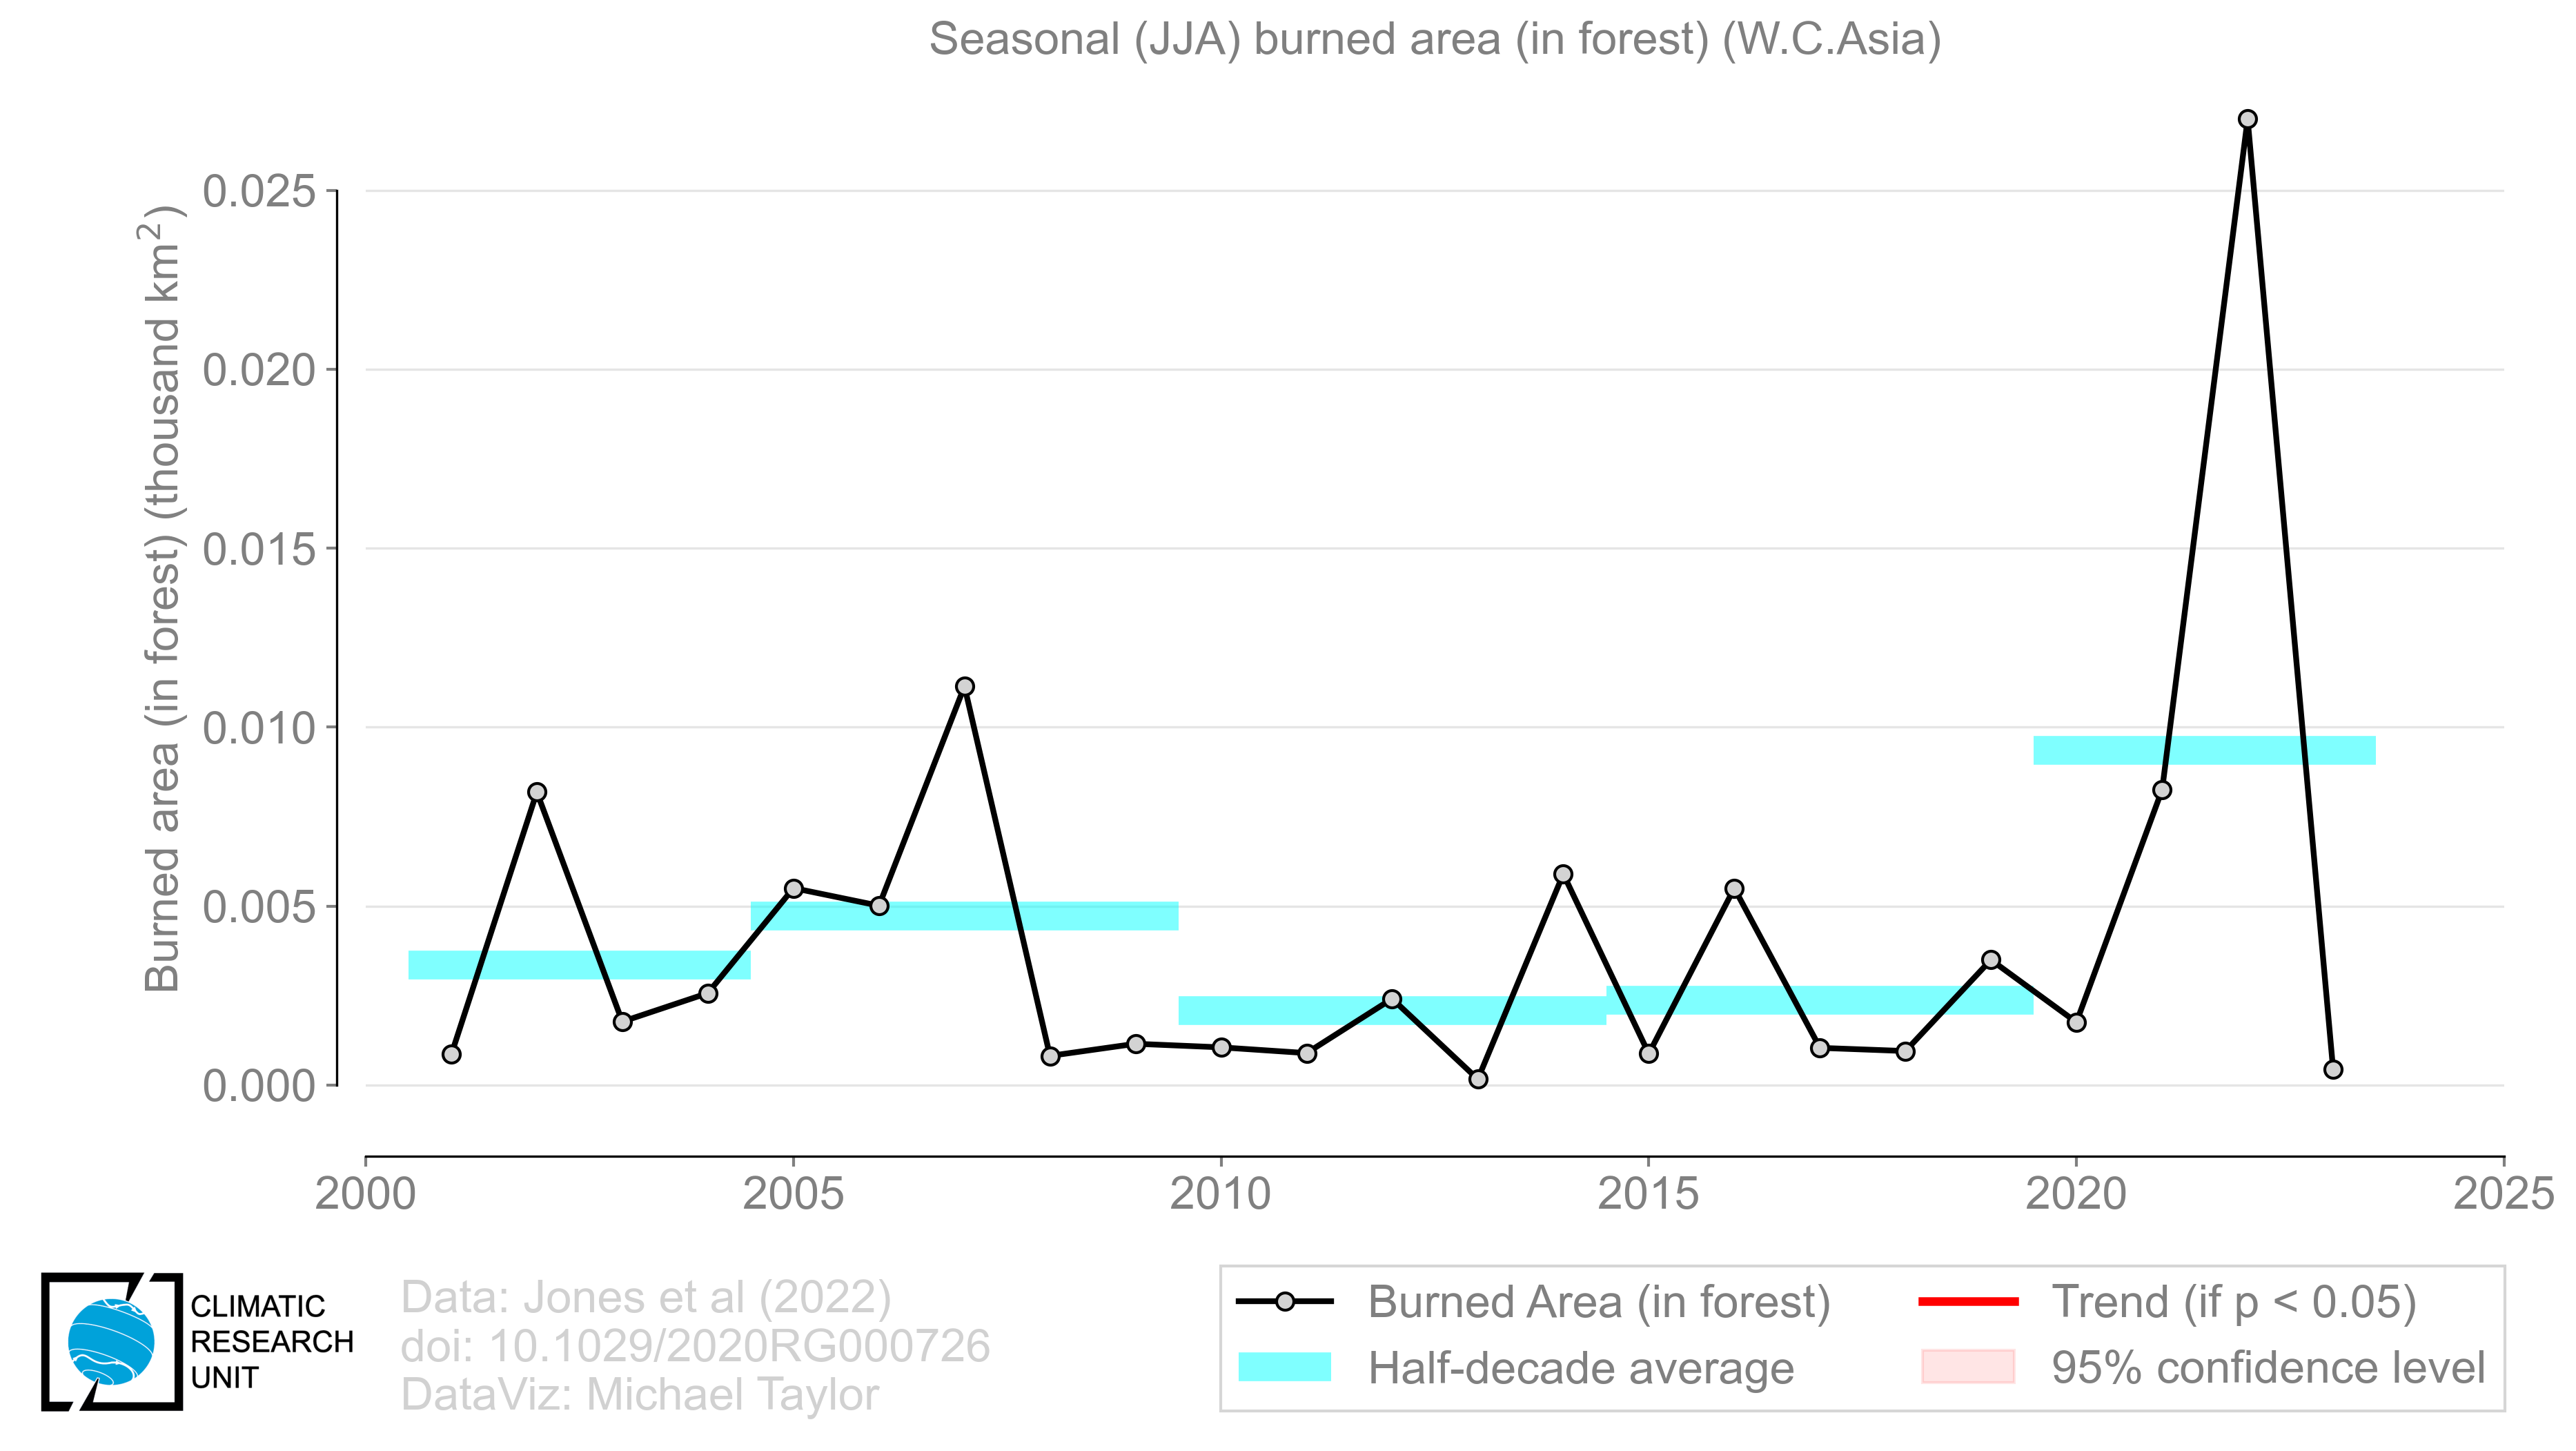 Seasonal (JJA) burned area (in forest) (W.C.Asia)
Burned area (in forest) (thousand km²)
0.025
0.020
0.015
0.010
0.005
0.000
2000
2005
2010
2015
2020
2025
CLIMATIC
RESEARCH
UNIT
Data: Jones et al (2022)
doi: 10.1029/2020RG000726
DataViz: Michael Taylor
Burned Area (in forest)
Half-decade average
Trend (if p < 0.05)
95% confidence level